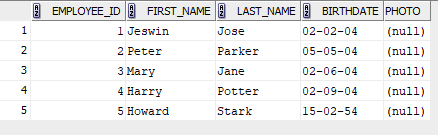 EMPLOYEE_ID FIRST_NAME LAST_NAME BIRTHDATE PHOTO
1 1 Jeswin Jose 02-02-04 (null)
2 2 Peter Parker 05-05-04 (null)
3 3 Mary Jane 02-06-04 (null)
4 4 Harry Potter 02-09-04 (null)
5 5 Howard Stark 15-02-54 (null)